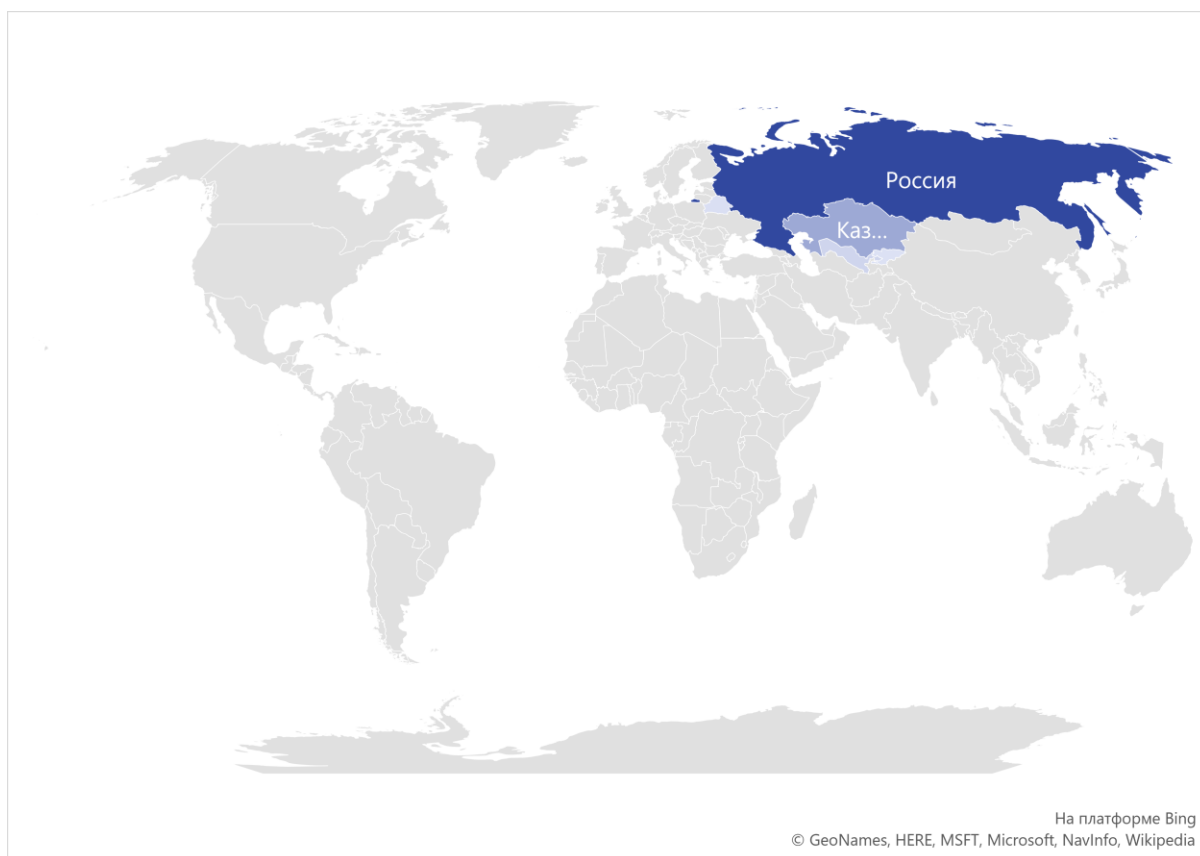 Россия
Каз...
На платформе Bing
© GeoNames, HERE, MSFT, Microsoft, NavInfo, Wikipedia